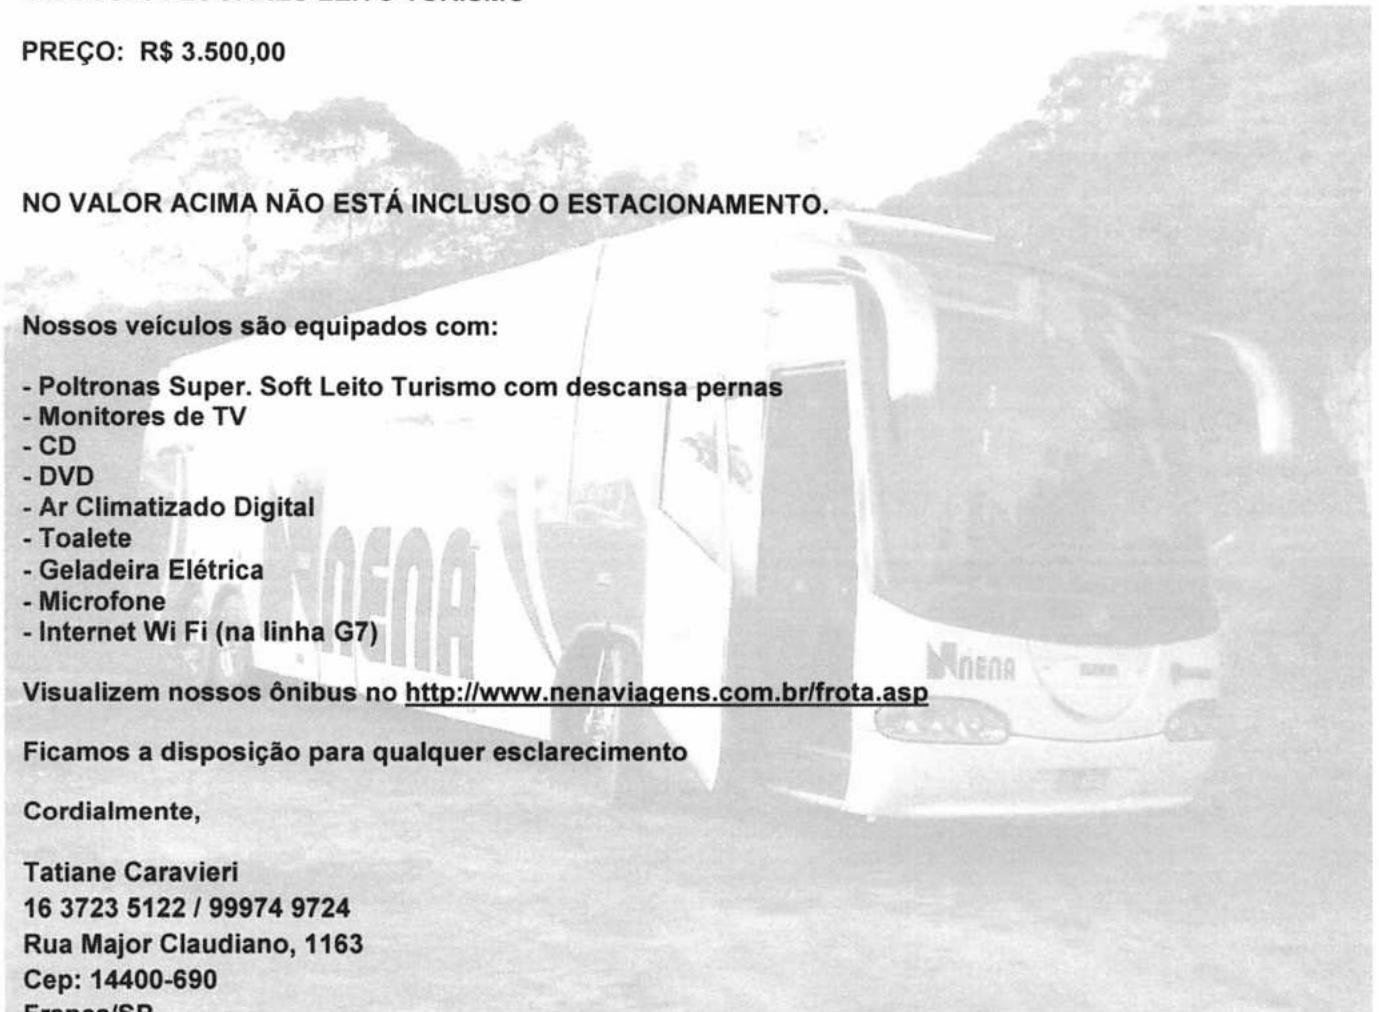 PREÇO: R$ 3.500,00
NO VALOR ACIMA NÃO ESTÁ INCLUSO O ESTACIONAMENTO.
Nossos veículos são equipados com:
- Poltronas Super. Soft Leito Turismo com descansa pernas
- Monitores de TV
- CD
- DVD
- Ar Climatizado Digital
- Toalete
- Geladeira Elétrica
- Microfone
- Internet Wi Fi (na linha G7)
NENA
NENA
Visualizem nossos ônibus no http://www.nenaviagens.com.br/frota.asp
Ficamos a disposição para qualquer esclarecimento
Cordialmente,
Tatiane Caravieri
16 3723 5122 / 99974 9724
Rua Major Claudiano, 1163
Cep: 14400-690
Franca/SP